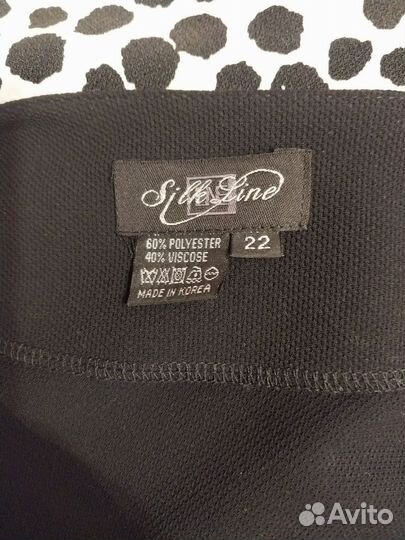 Silk Line
60% POLYESTER
40% VISCOSE
22
MADE IN KOREA
Avito